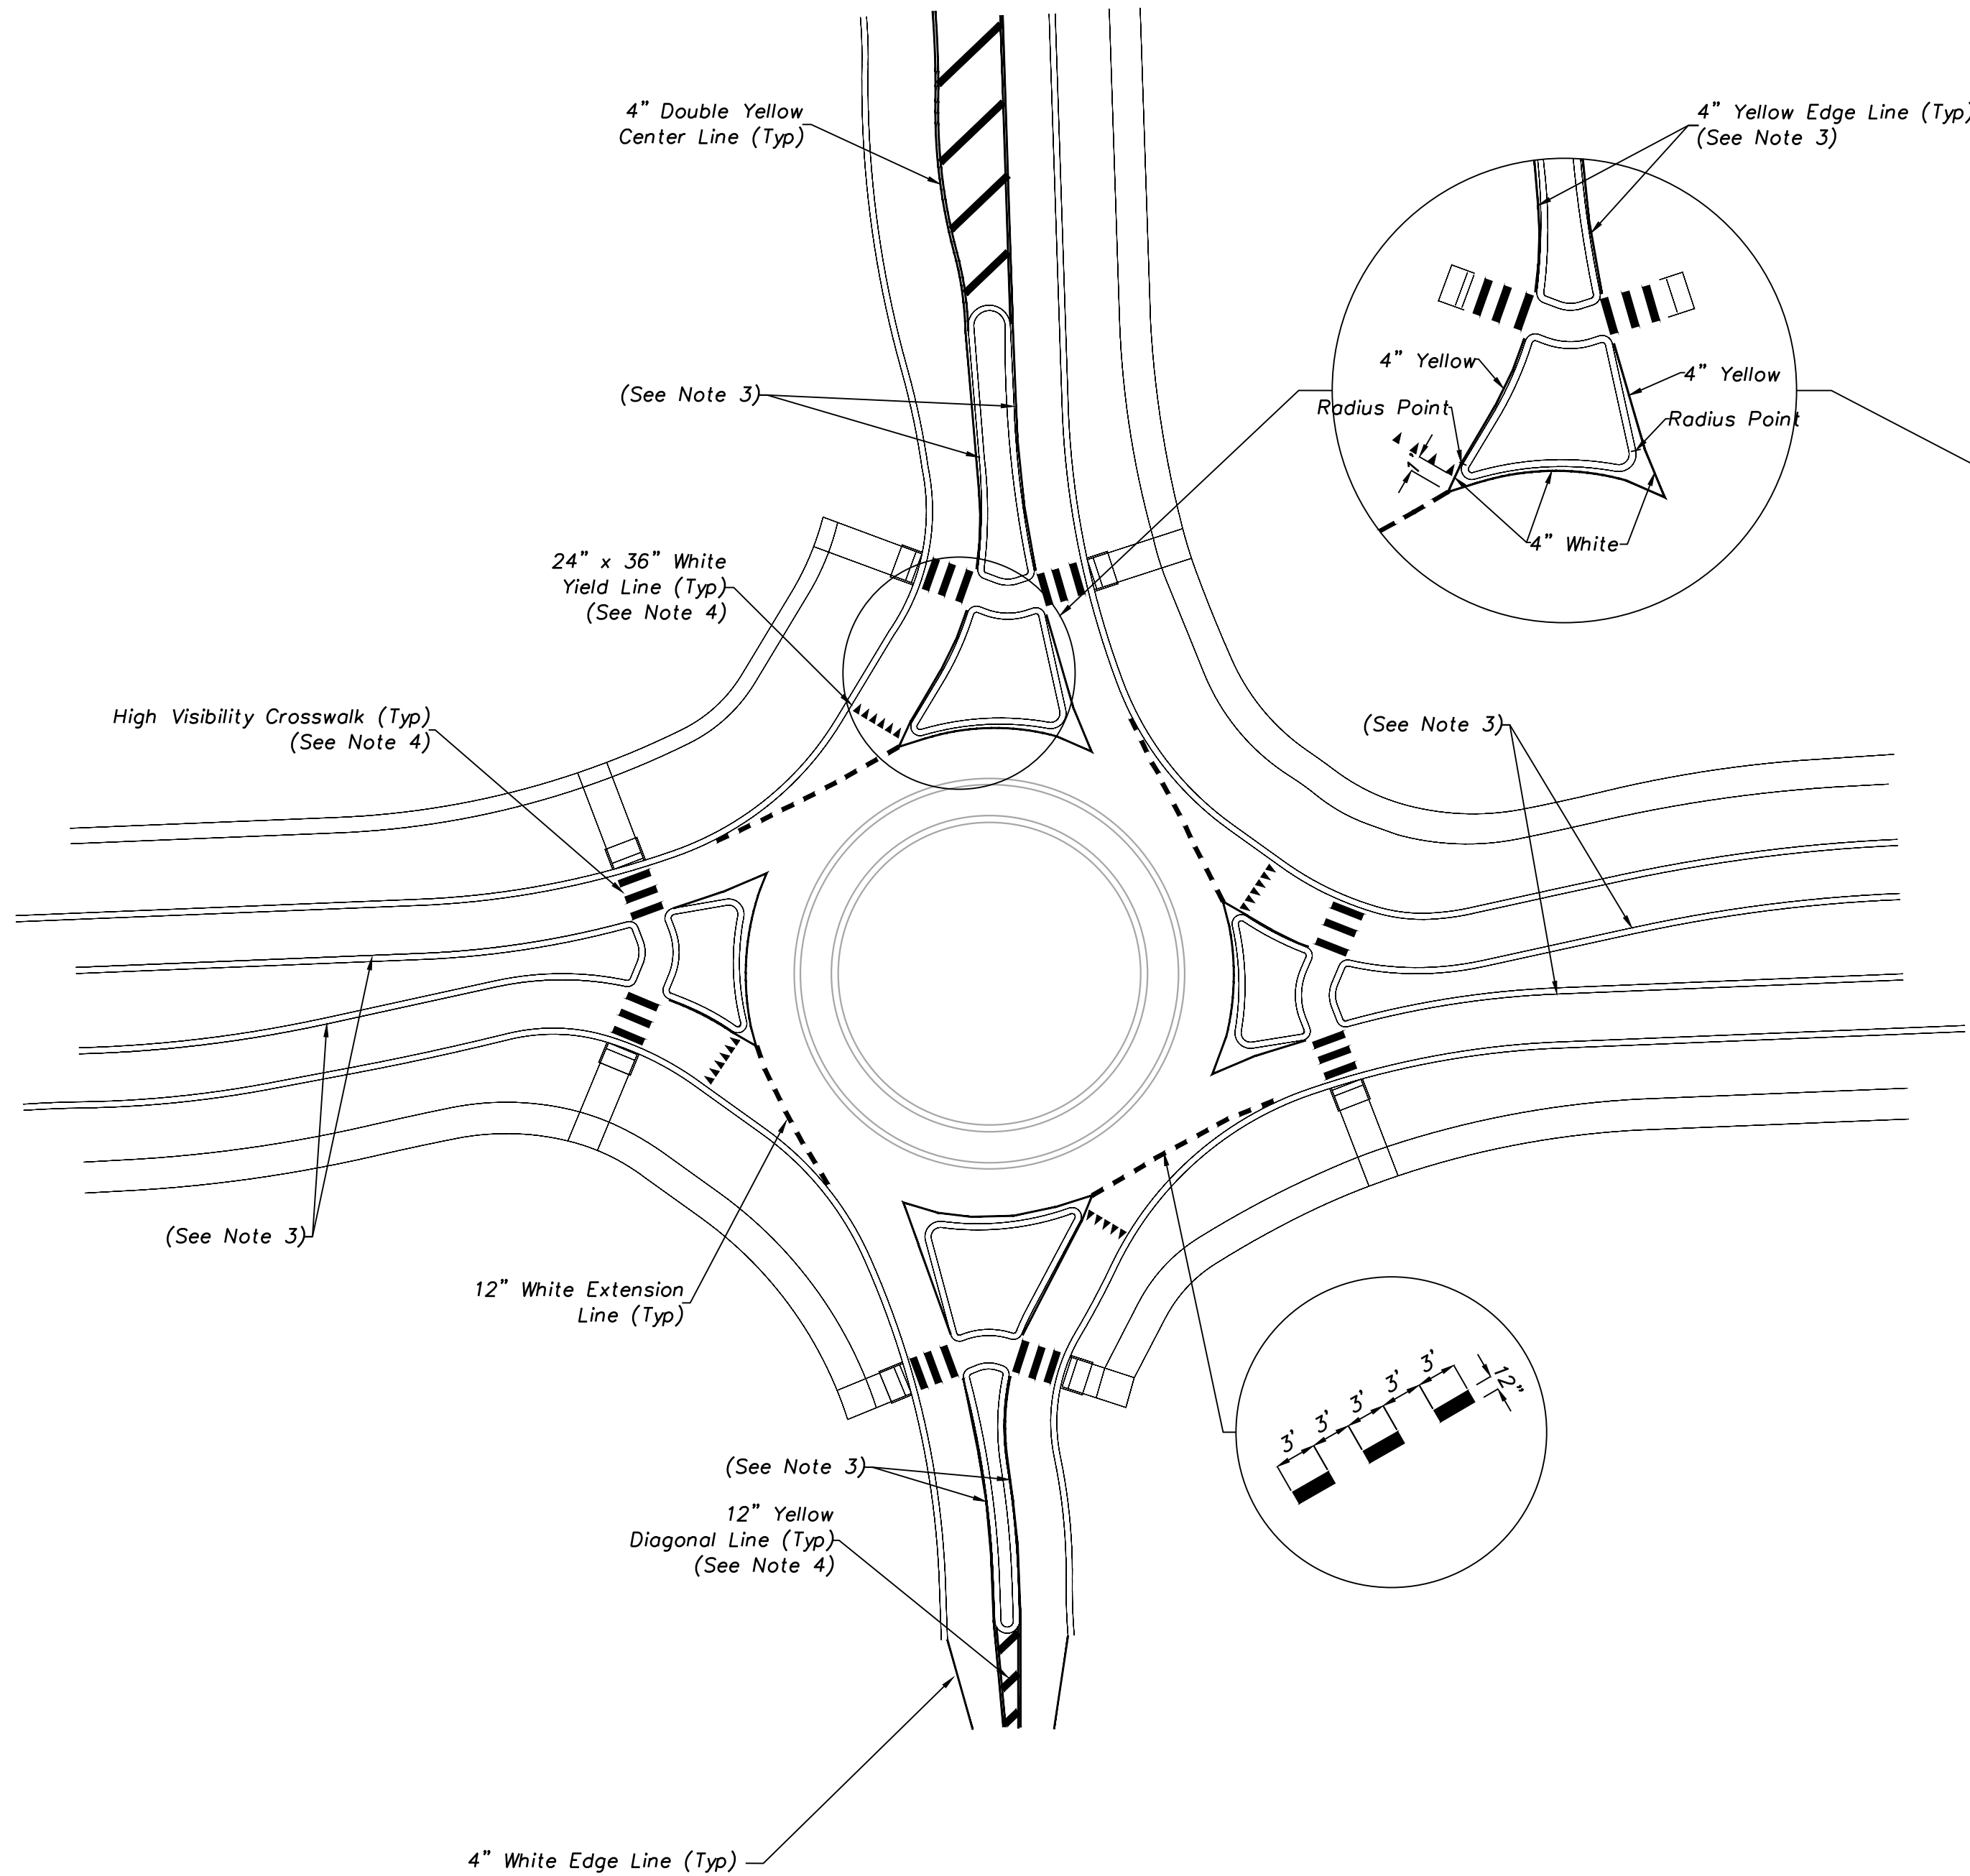 4" Double Yellow
Center Line (Typ)
4" Yellow Edge Line (Typ)
(See Note 3)
4" Yellow
4" Yellow
Radius Point
Radius Point
1'
4" White
(See Note 3)
24" x 36" White
Yield Line (Typ)
(See Note 4)
High Visibility Crosswalk (Typ)
(See Note 4)
(See Note 3)
(See Note 3)
12" White Extension
Line (Typ)
3' 3' 3' 3' 3'
12"
(See Note 3)
12" Yellow
Diagonal Line (Typ)
(See Note 4)
4" White Edge Line (Typ)